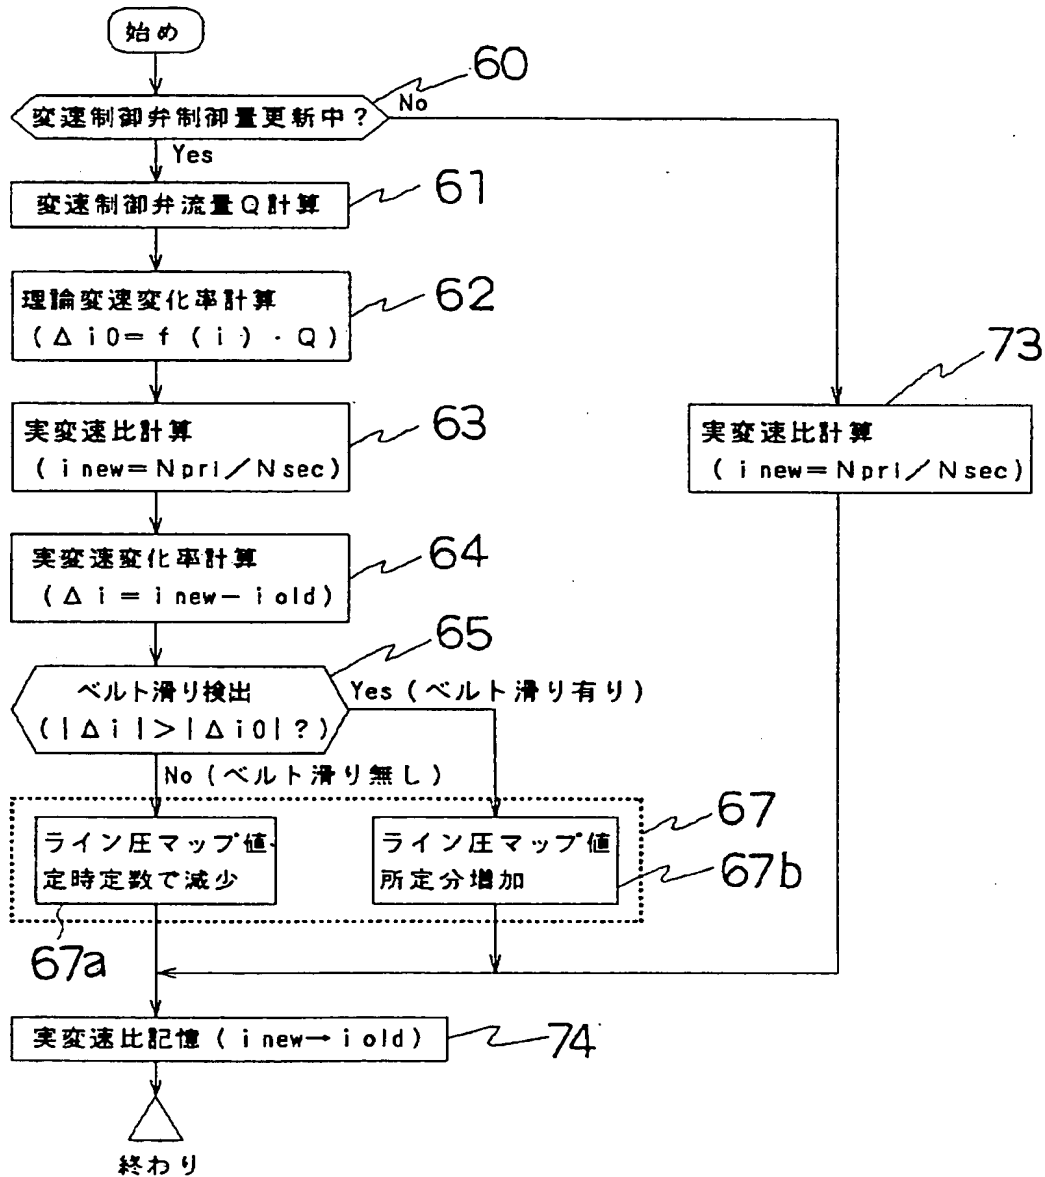 始め
60
変速制御弁制御量更新中？
No
Yes
変速制御弁流量Q計算
61
理論変速変化率計算
(Δi0=f(i)・Q)
62
73
実変速比計算
(inew=Npri／Nsec)
63
実変速比計算
(inew=Npri／Nsec)
実変速変化率計算
(Δi=inew－iold)
64
65
ベルト滑り検出
(|Δi|>|Δi0|？)
Yes(ベルト滑り有り)
No(ベルト滑り無し)
67
ライン圧マップ値
定時定数で減少
ライン圧マップ値
所定分増加
67b
67a
実変速比記憶(inew→iold)
74
終わり